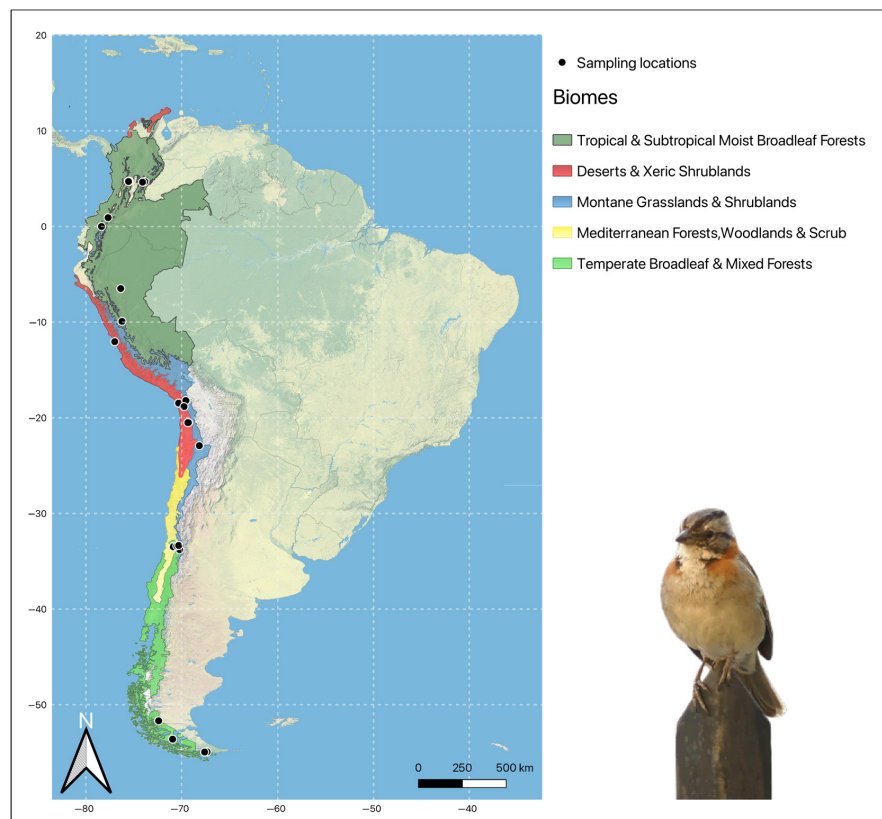 20
10
0
−10
−20
−30
−40
−50
N
0 250 500 km
−80 −70 −60 −50 −40
Sampling locations
Biomes
Tropical & Subtropical Moist Broadleaf Forests
Deserts & Xeric Shrublands
Montane Grasslands & Shrublands
Mediterranean Forests,Woodlands & Scrub
Temperate Broadleaf & Mixed Forests